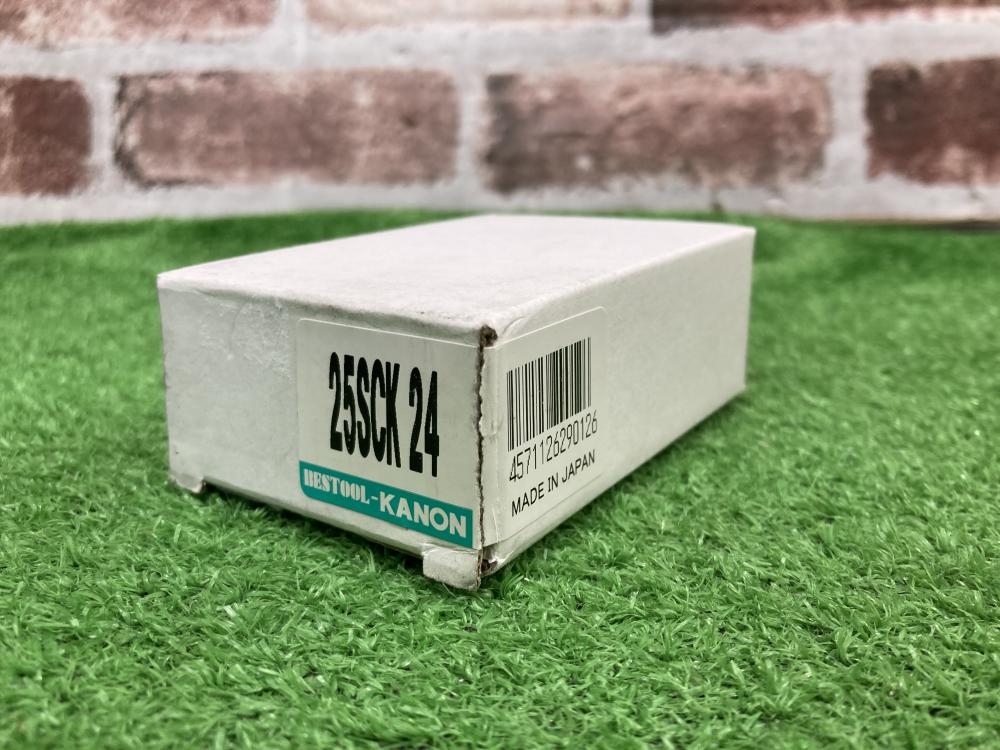 25SCK 24
BESTOOL-KANON
4571126290126
MADE IN JAPAN